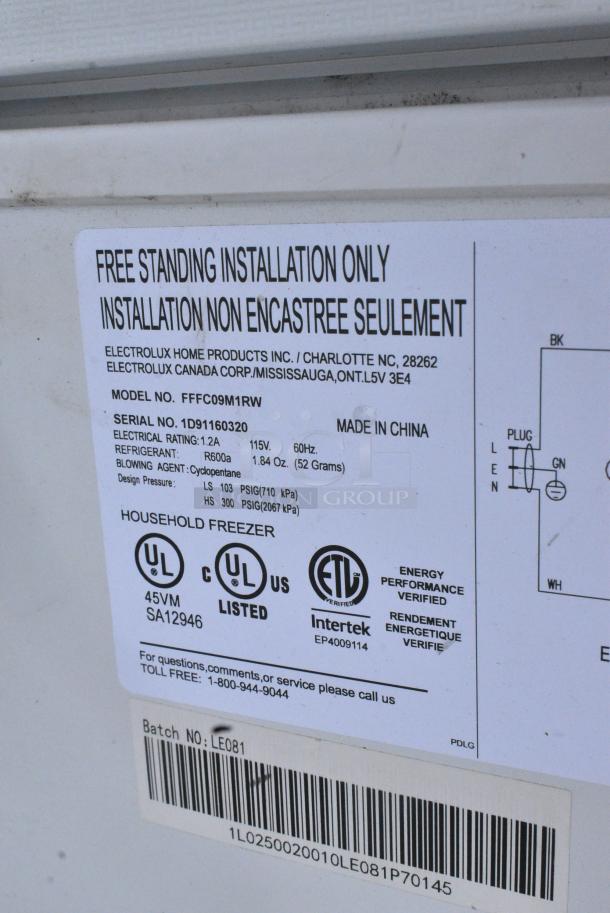 FREE STANDING INSTALLATION ONLY
INSTALLATION NON ENCASTREE SEULEMENT
ELECTROLUX HOME PRODUCTS INC. / CHARLOTTE NC, 28262
ELECTROLUX CANADA CORP./MISSISSAUGA,ONT.L5V 3E4
MODEL NO. FFFC09M1RW
SERIAL NO. 1D91160320 MADE IN CHINA
ELECTRICAL RATING: 1.2A 115V. 60Hz.
REFRIGERANT: R600a 1.84 Oz. (52 Grams)
BLOWING AGENT: Cyclopentane
Design Pressure: LS 103 PSIG(710 kPa)
HS 300 PSIG(2067 kPa)
HOUSEHOLD FREEZER
UL
45VM
SA12946
C UL US
LISTED
ETL CM
VERIFIED
Intertek
EP4009114
ENERGY
PERFORMANCE
VERIFIED
RENDEMENT
ENERGETIQUE
VERIFIE
For questions,comments,or service please call us
TOLL FREE: 1-800-944-9044
PDLG
BK
PLUG
L
E
N
GN
WH
E
Batch NO: LE081
1L0250020010LE081P70145
GROUP